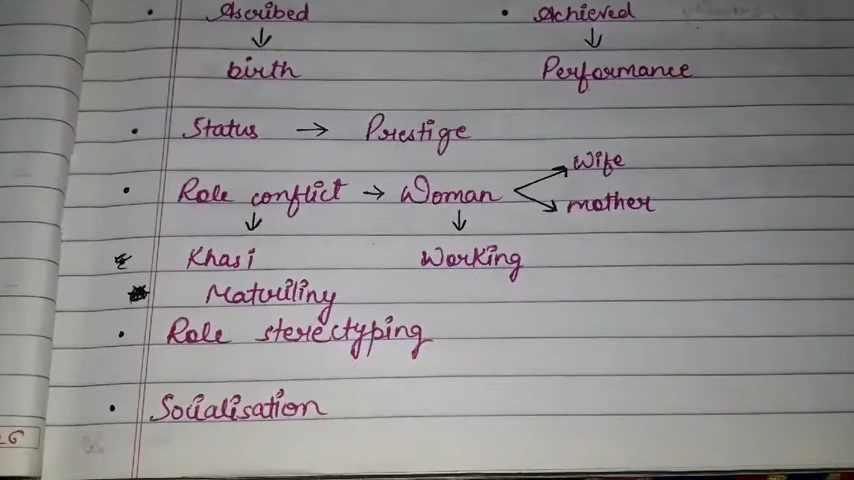 • Ascribed • Achieved
↓ ↓
birth Performance
• Status → Prestige
wife
• Role conflict → Woman
mother
↓ ↓
Khasi Working
Matriliny
• Role sterectyping
• Socialisation